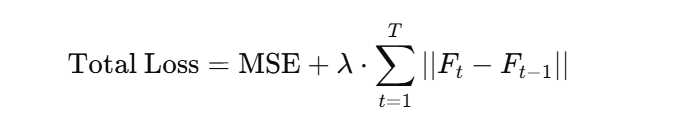 Total Loss = MSE + λ · ∑_{t=1}^{T} ||F_t − F_{t−1}||